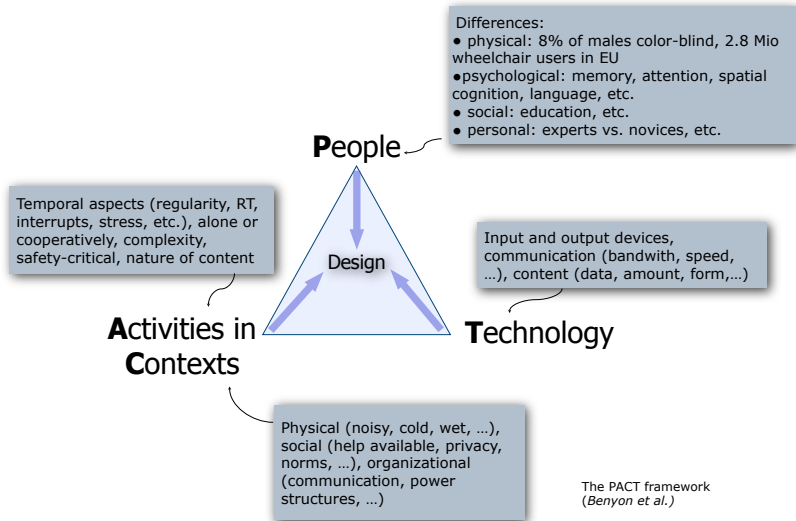 Differences:
● physical: 8% of males color-blind, 2.8 Mio
wheelchair users in EU
●psychological: memory, attention, spatial
cognition, language, etc.
● social: education, etc.
● personal: experts vs. novices, etc.
People
Temporal aspects (regularity, RT,
interrupts, stress, etc.), alone or
cooperatively, complexity,
safety-critical, nature of content
Input and output devices,
communication (bandwith, speed,
…), content (data, amount, form,…)
Design
Activities in
Contexts
Technology
Physical (noisy, cold, wet, …),
social (help available, privacy,
norms, …), organizational
(communication, power
structures, …)
The PACT framework
(Benyon et al.)